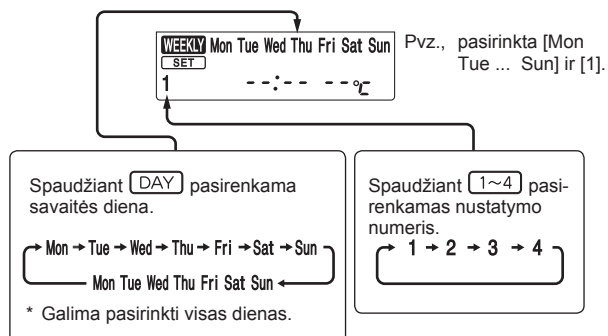 WEEKLY Mon Tue Wed Thu Fri Sat Sun
SET
1 --:-- --°C
Pvz., pasirinkta [Mon
Tue ... Sun] ir [1].
Spaudžiant DAY pasirenkama
savaitės diena.
Mon → Tue → Wed → Thu → Fri → Sat → Sun
Mon Tue Wed Thu Fri Sat Sun
* Galima pasirinkti visas dienas.
Spaudžiant 1~4 pasi-
renkamas nustatymo
numeris.
1 → 2 → 3 → 4